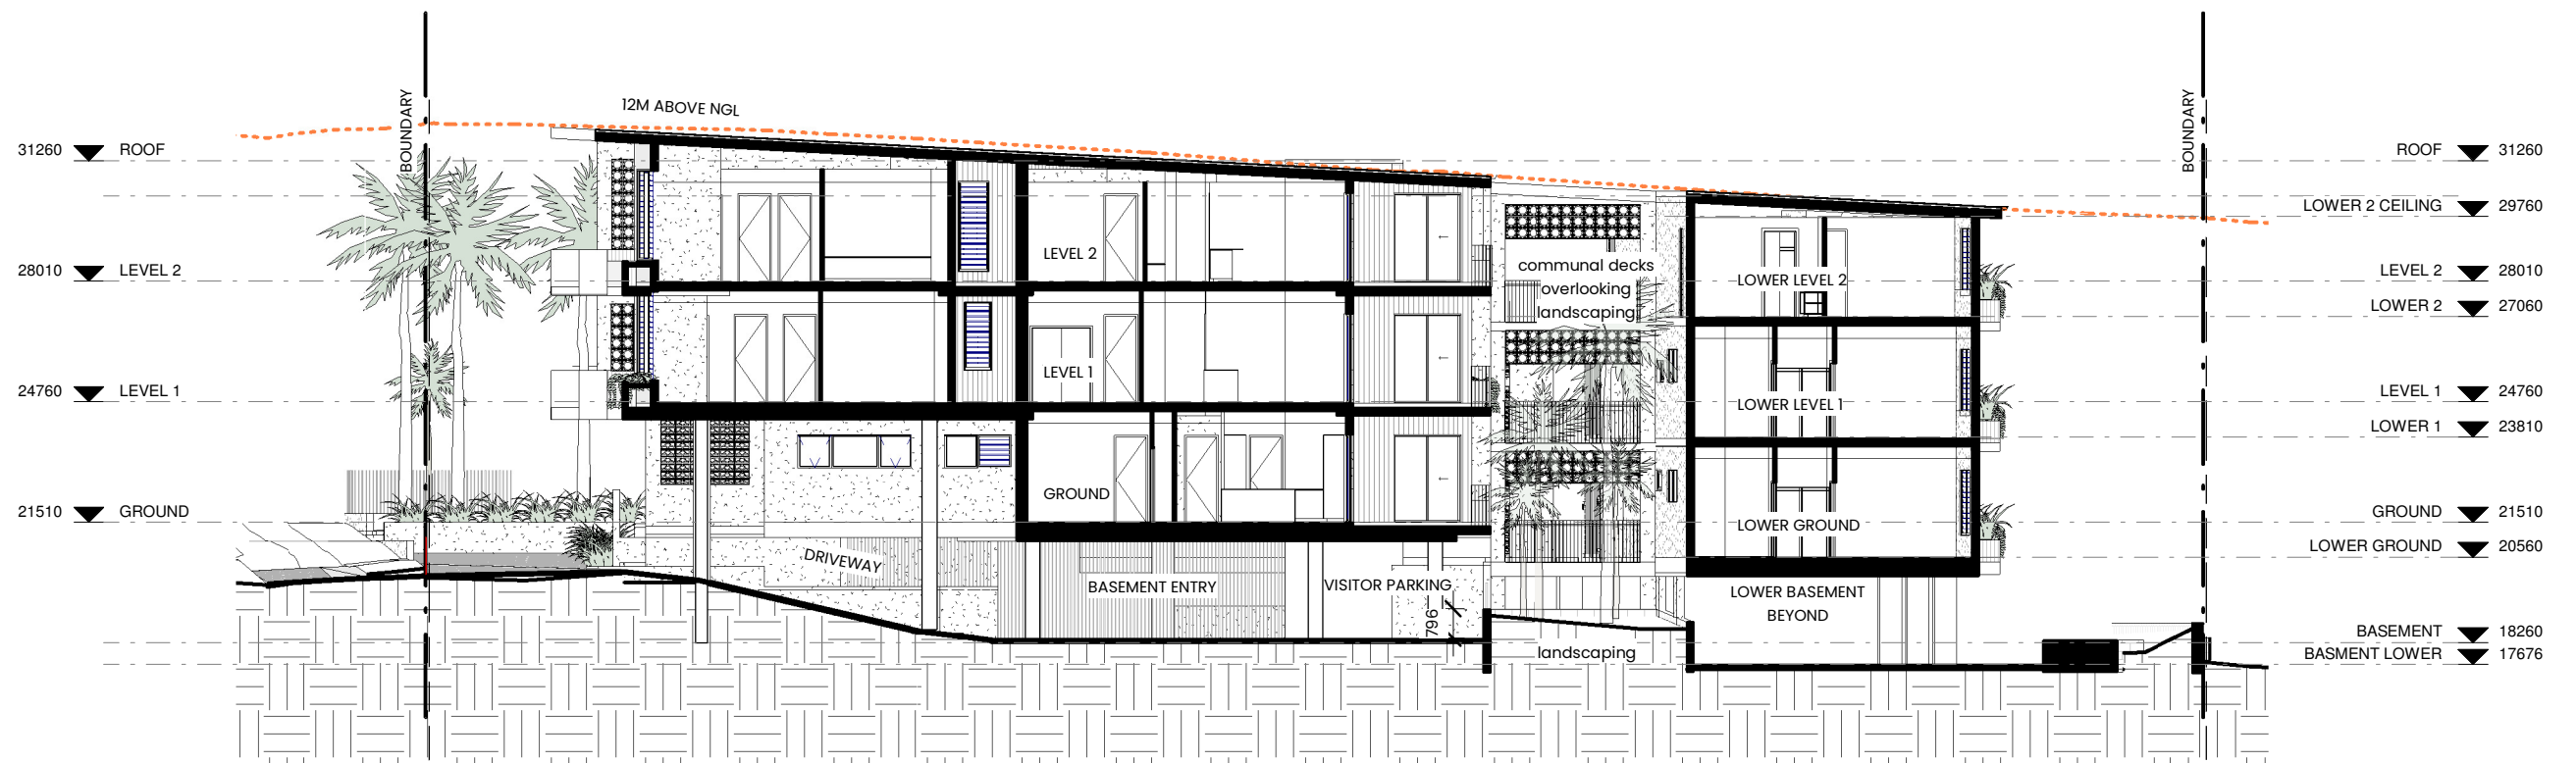 BOUNDARY
12M ABOVE NGL
BOUNDARY
31260 ROOF
ROOF 31260
LOWER 2 CEILING 29760
LEVEL 2
communal decks
overlooking
landscaping
LOWER LEVEL 2
28010 LEVEL 2
LEVEL 2 28010
LOWER 2 27060
LEVEL 1
24760 LEVEL 1
LEVEL 1 24760
LOWER LEVEL 1
LOWER 1 23810
GROUND
21510 GROUND
GROUND 21510
LOWER GROUND
LOWER GROUND 20560
DRIVEWAY
BASEMENT ENTRY
VISITOR PARKING
LOWER BASEMENT
BEYOND
796
BASEMENT 18260
landscaping
BASMENT LOWER 17676